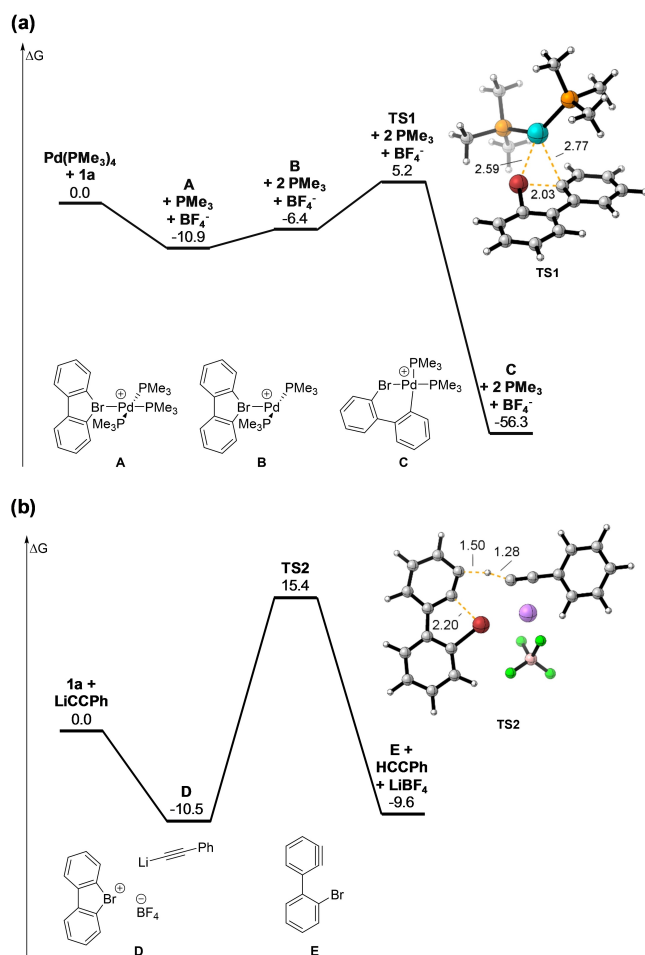 (a)
ΔG
Pd(PMe3)4
+ 1a
0.0
A
+ PMe3
+ BF4-
-10.9
B
+ 2 PMe3
+ BF4-
-6.4
TS1
+ 2 PMe3
+ BF4-
5.2
2.59
2.77
2.03
TS1
C
+ 2 PMe3
+ BF4-
-56.3
Br
⊕
Pd
PMe3
PMe3
Me3P
A
Br
⊕
Pd
PMe3
Me3P
B
PMe3
⊕
Br
Pd
PMe3
C
(b)
ΔG
1a +
LiCCPh
0.0
D
-10.5
TS2
15.4
1.50
1.28
2.20
TS2
E +
HCCPh
+ LiBF4
-9.6
Li
Ph
Br
⊕
⊖
BF4
D
Br
E